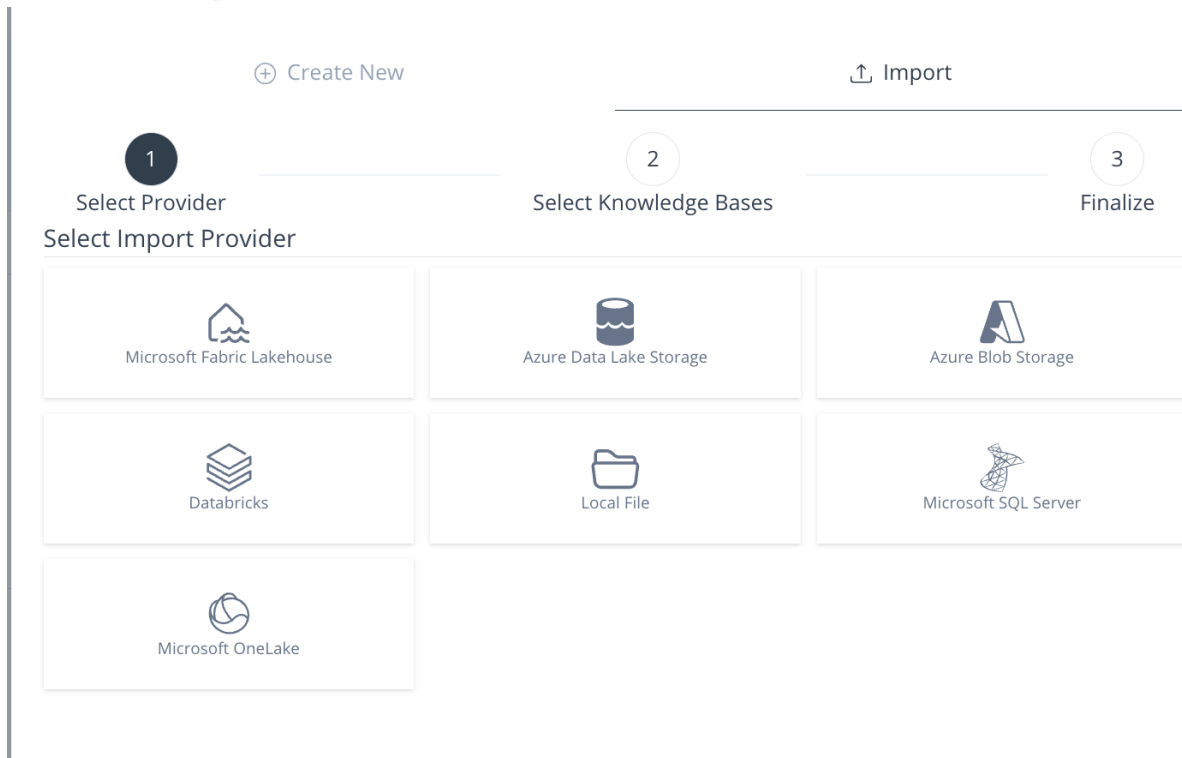 Create New
Import
1
2
3
Select Provider
Select Knowledge Bases
Finalize
Select Import Provider
Microsoft Fabric Lakehouse
Azure Data Lake Storage
Azure Blob Storage
Databricks
Local File
Microsoft SQL Server
Microsoft OneLake